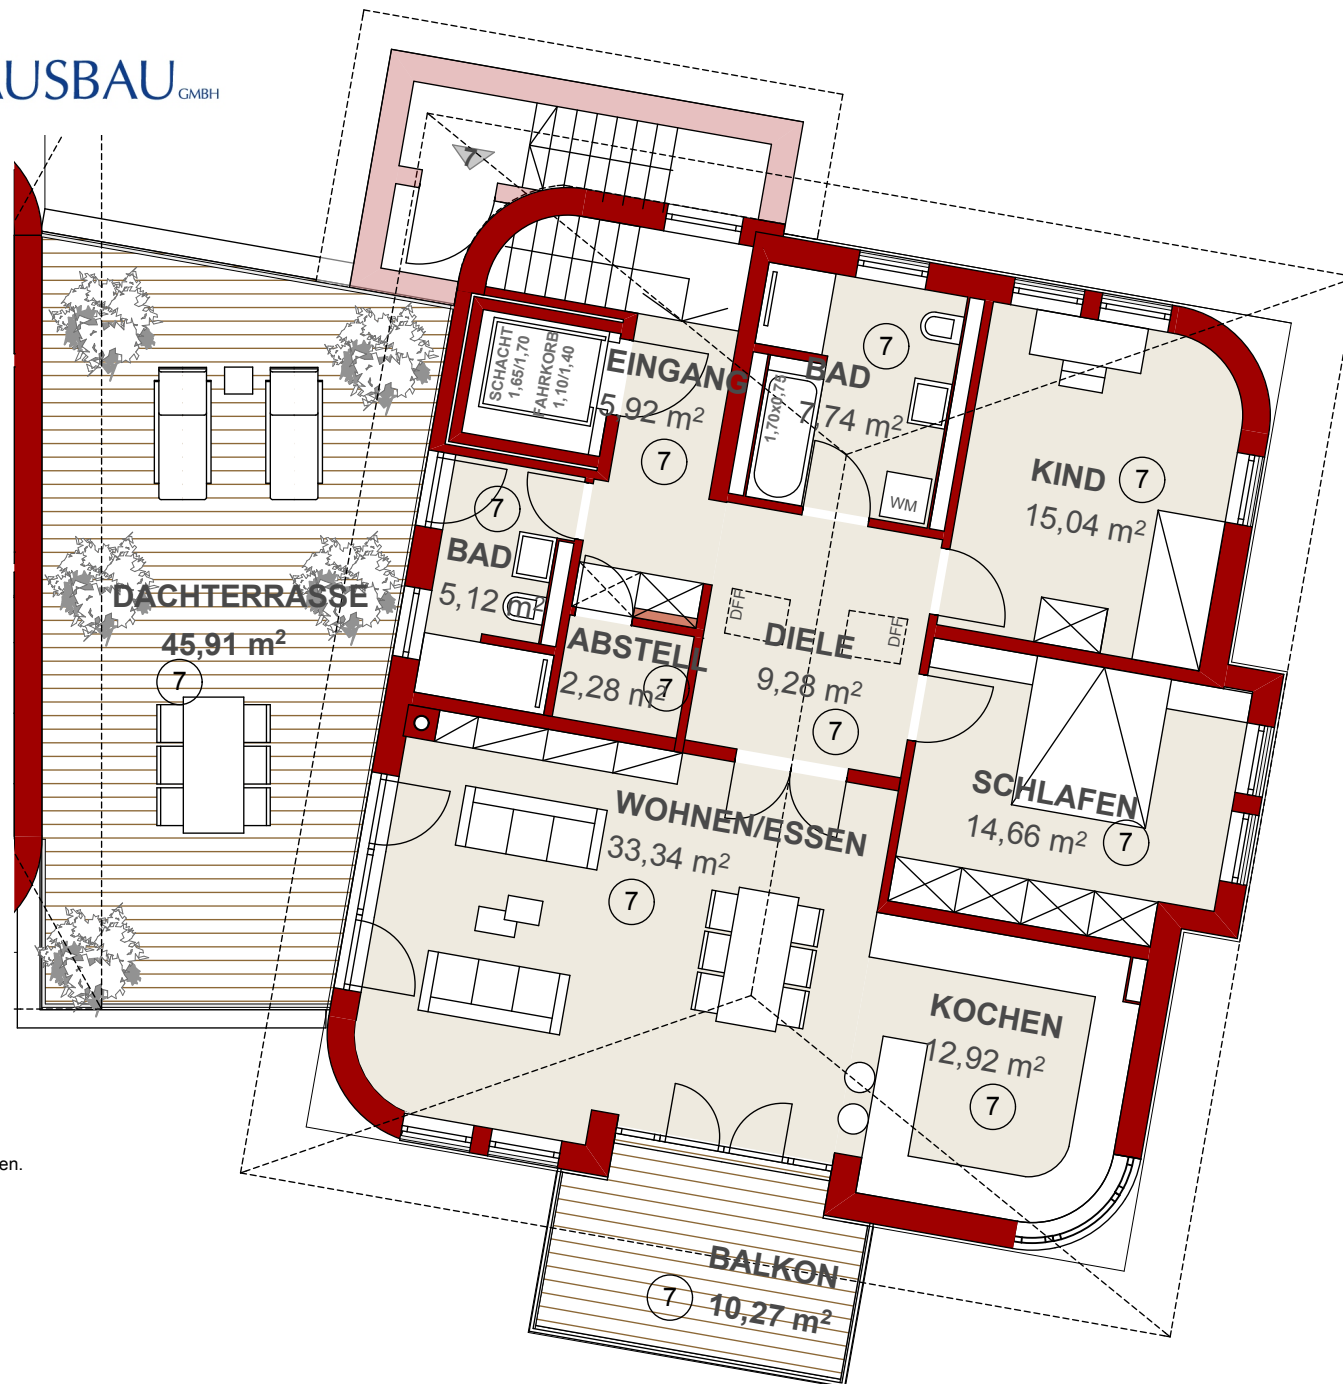 AUSBAU GMBH
7
SCHACHT
1,65/1,70
FAHRKORB
1,10/1,40
EINGANG
5,92 m²
7
1,70x0,75
BAD
7,74 m²
7
WM
KIND
15,04 m²
7
7
BAD
5,12 m²
DACHTERRASSE
45,91 m²
7
ABSTELL
2,28 m²
7
DFF
DFF
DIELE
9,28 m²
7
SCHLAFEN
14,66 m²
7
WOHNEN/ESSEN
33,34 m²
7
KOCHEN
12,92 m²
7
en.
BALKON
10,27 m²
7